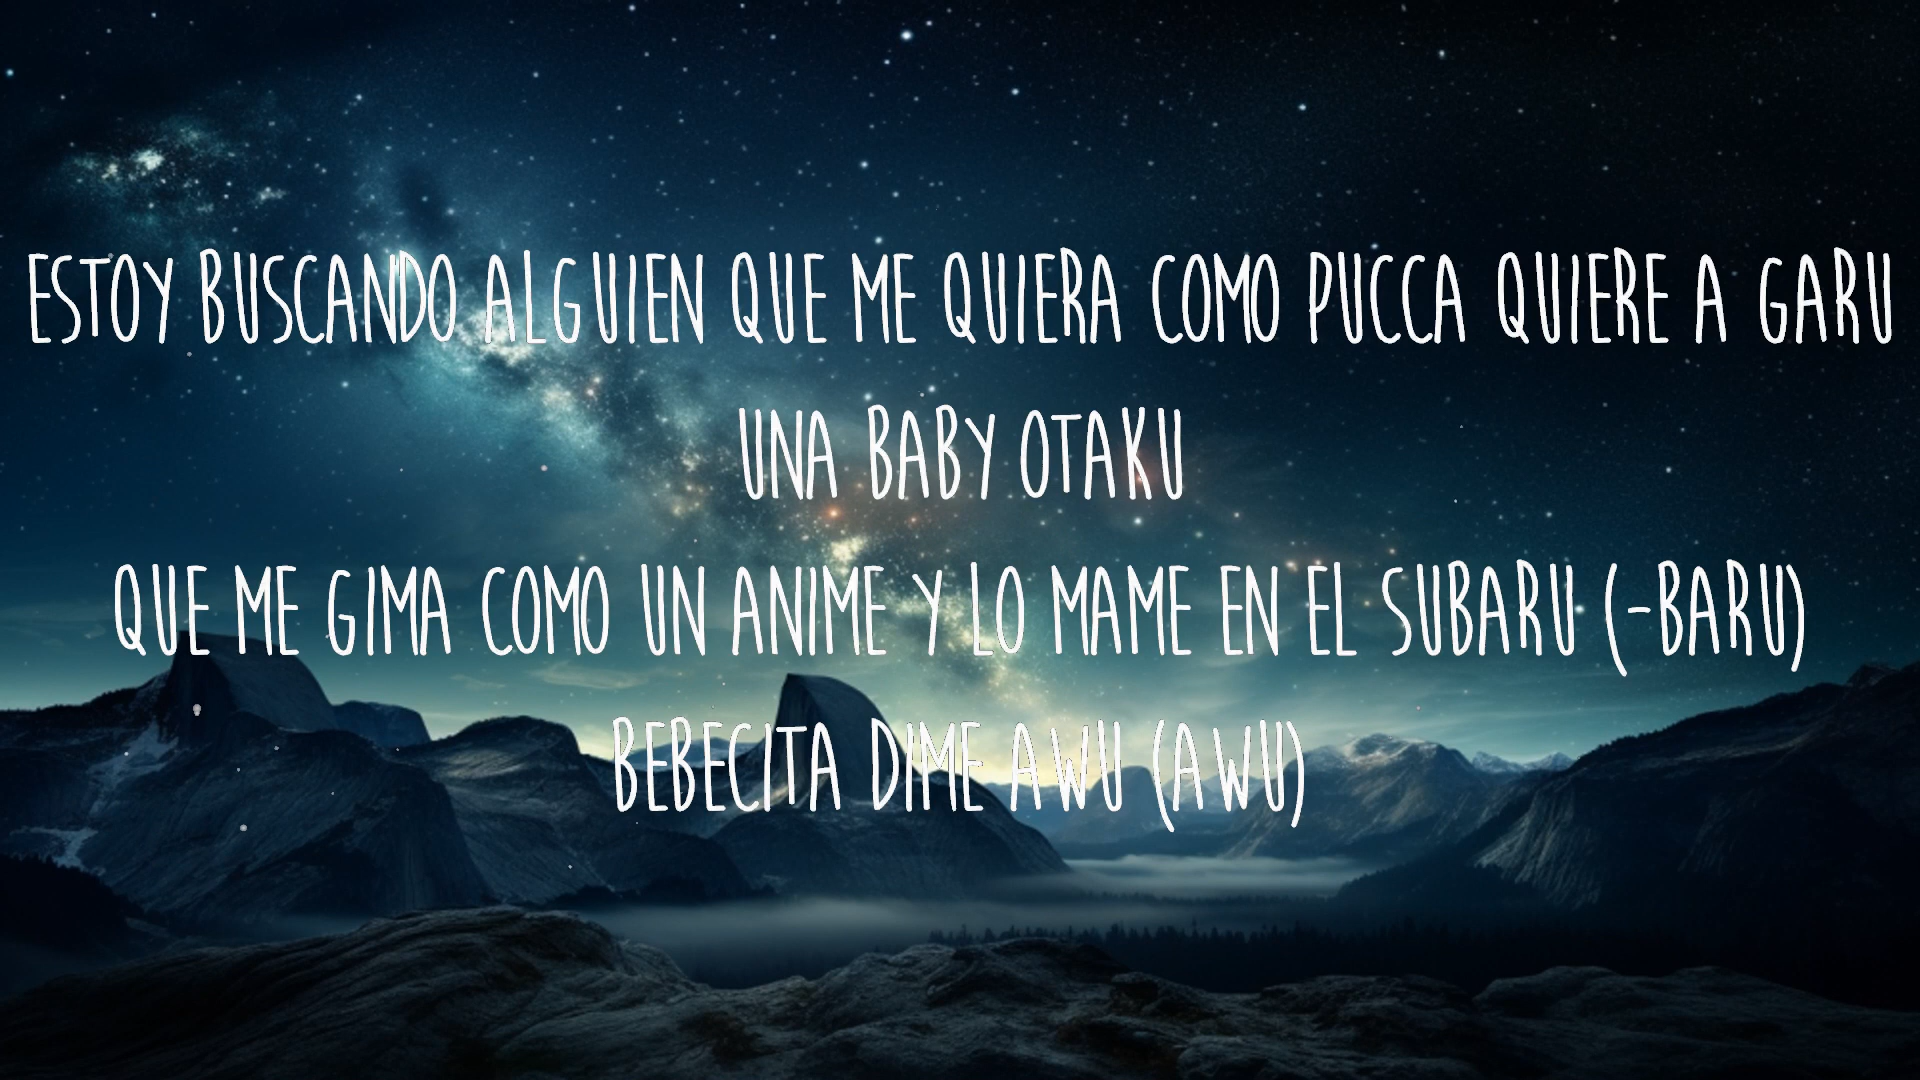 ESTOY BUSCANDO ALGUIEN QUE ME QUIERA COMO PUCCA QUIERE A GARU
UNA BABY OTAKU
QUE ME GIMA COMO UN ANIME Y LO MAME EN EL SUBARU (-BARU)
BEBECITA DIME AWU (AWU)